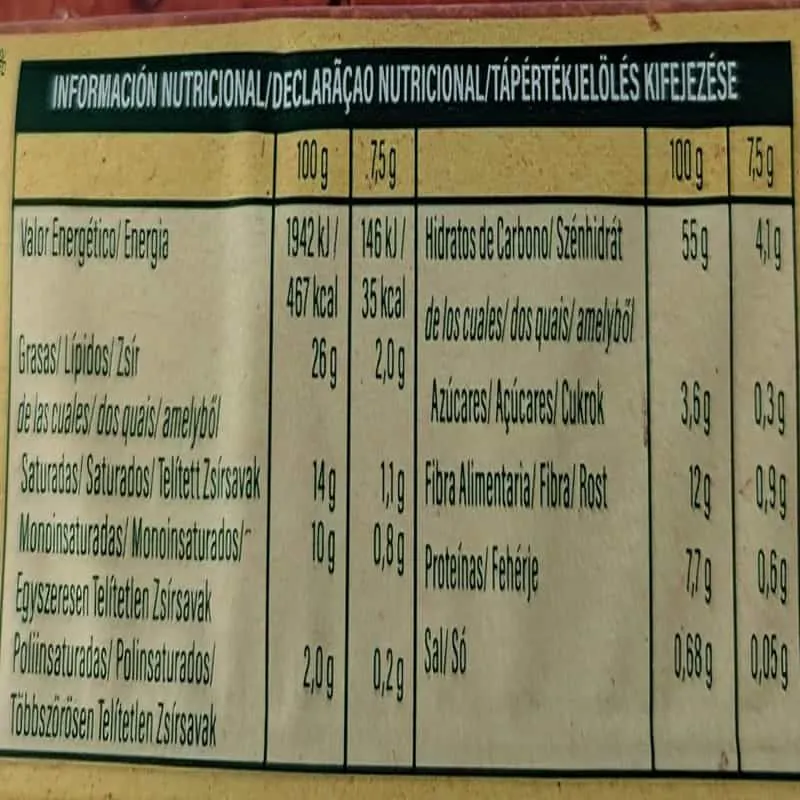 INFORMACIÓN NUTRICIONAL/DECLARÃÇAO NUTRICIONAL/TÁPÉRTÉKJELÖLÉS KIFEJEZÉSE
100 g 7,5 g
Valor Energético/ Energia 1942 kJ/ 146 kJ/
467 kcal 35 kcal
Grasas/ Lípidos/ Zsír 26 g 2,0 g
de las cuales/ dos quais/ amelyből
Saturadas/ Saturados/ Telített Zsírsavak 14 g 1,1 g
Monoinsaturadas/ Monoinsaturados/ 10 g 0,8 g
Egyszeresen Telítetlen Zsírsavak
Poliinsaturadas/ Polinsaturados/ 2,0 g 0,2 g
Többszörösen Telítetlen Zsírsavak
100 g 7,5 g
Hidratos de Carbono/ Szénhidrát 55 g 4,1 g
de los cuales/ dos quais/ amelyből
Azúcares/ Açúcares/ Cukrok 3,6 g 0,3 g
Fibra Alimentaria/ Fibra/ Rost 12 g 0,9 g
Proteínas/ Fehérje 7,7 g 0,6 g
Sal/ Só 0,68 g 0,05 g